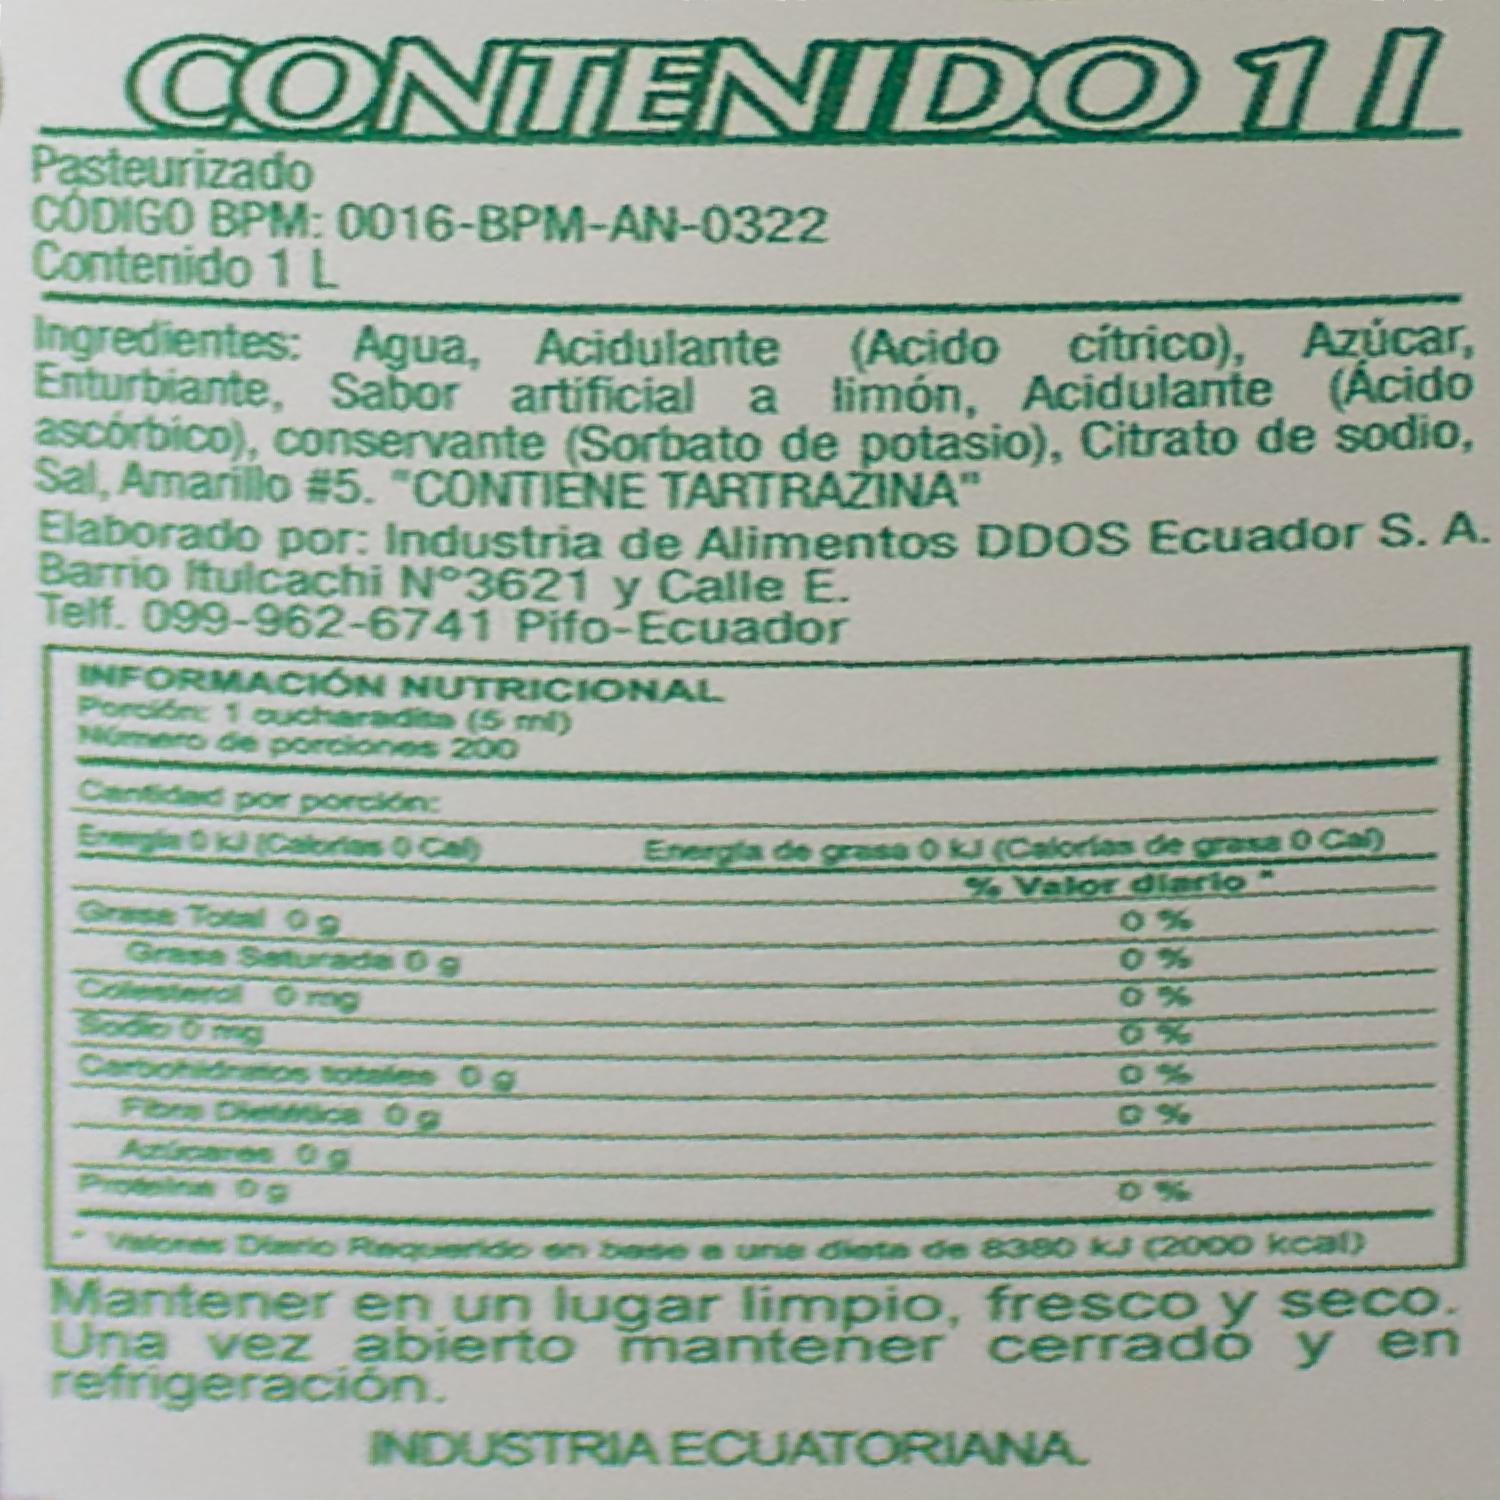 CONTENIDO 1 l
Pasteurizado
CÓDIGO BPM: 0016-BPM-AN-0322
Contenido 1 L
Ingredientes: Agua, Acidulante (Acido cítrico), Azúcar,
Enturbiante, Sabor artificial a limón, Acidulante (Ácido
ascórbico), conservante (Sorbato de potasio), Citrato de sodio,
Sal, Amarillo #5. "CONTIENE TARTRAZINA"
Elaborado por: Industria de Alimentos DDOS Ecuador S. A.
Barrio Itulcachi N°3621 y Calle E.
Telf. 099-962-6741 Pifo-Ecuador
INFORMACIÓN NUTRICIONAL
Porción: 1 cucharadita (5 ml)
Número de porciones 200
Cantidad por porción:
Energía 0 kJ (Calorías 0 Cal) Energía de grasa 0 kJ (Calorías de grasa 0 Cal)
% Valor diario *
Grasa Total 0 g 0 %
Grasa Saturada 0 g 0 %
Colesterol 0 mg 0 %
Sodio 0 mg 0 %
Carbohidratos totales 0 g 0 %
Fibra Dietética 0 g 0 %
Azúcares 0 g
Proteína 0 g 0 %
* Valores Diario Requerido en base a una dieta de 8380 kJ (2000 kcal)
Mantener en un lugar limpio, fresco y seco.
Una vez abierto mantener cerrado y en
refrigeración.
INDUSTRIA ECUATORIANA.